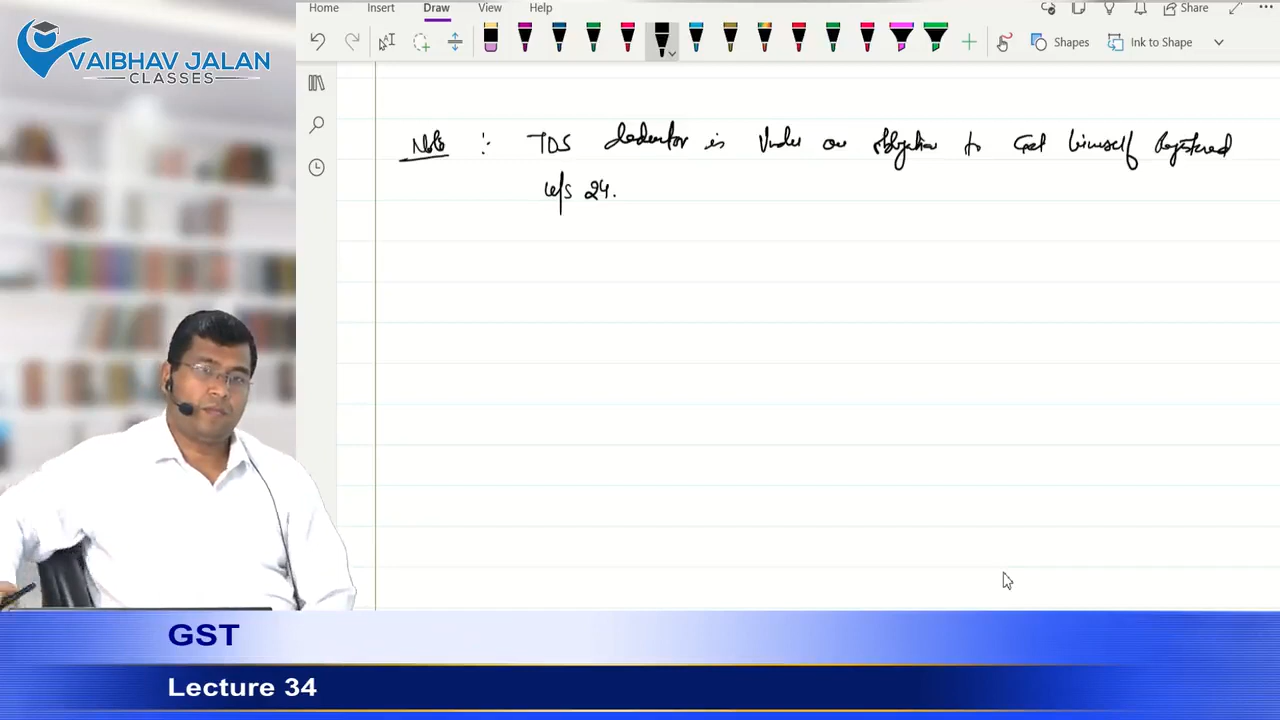 Home Insert Draw View Help Share
VAIBHAV JALAN
CLASSES
Shapes Ink to Shape
Note : TDS deductor is Under an obligation to Get himself Registered
u/s 24.
GST
Lecture 34